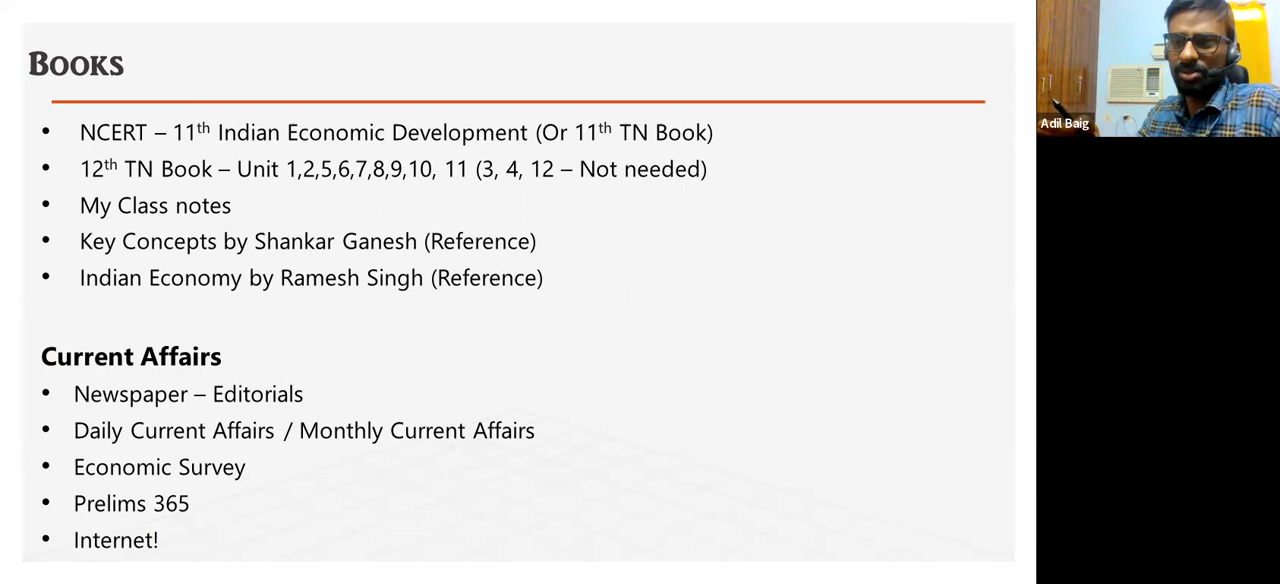 Books
• NCERT – 11th Indian Economic Development (Or 11th TN Book)
• 12th TN Book – Unit 1,2,5,6,7,8,9,10, 11 (3, 4, 12 – Not needed)
• My Class notes
• Key Concepts by Shankar Ganesh (Reference)
• Indian Economy by Ramesh Singh (Reference)
Current Affairs
• Newspaper – Editorials
• Daily Current Affairs / Monthly Current Affairs
• Economic Survey
• Prelims 365
• Internet!
Adil Baig